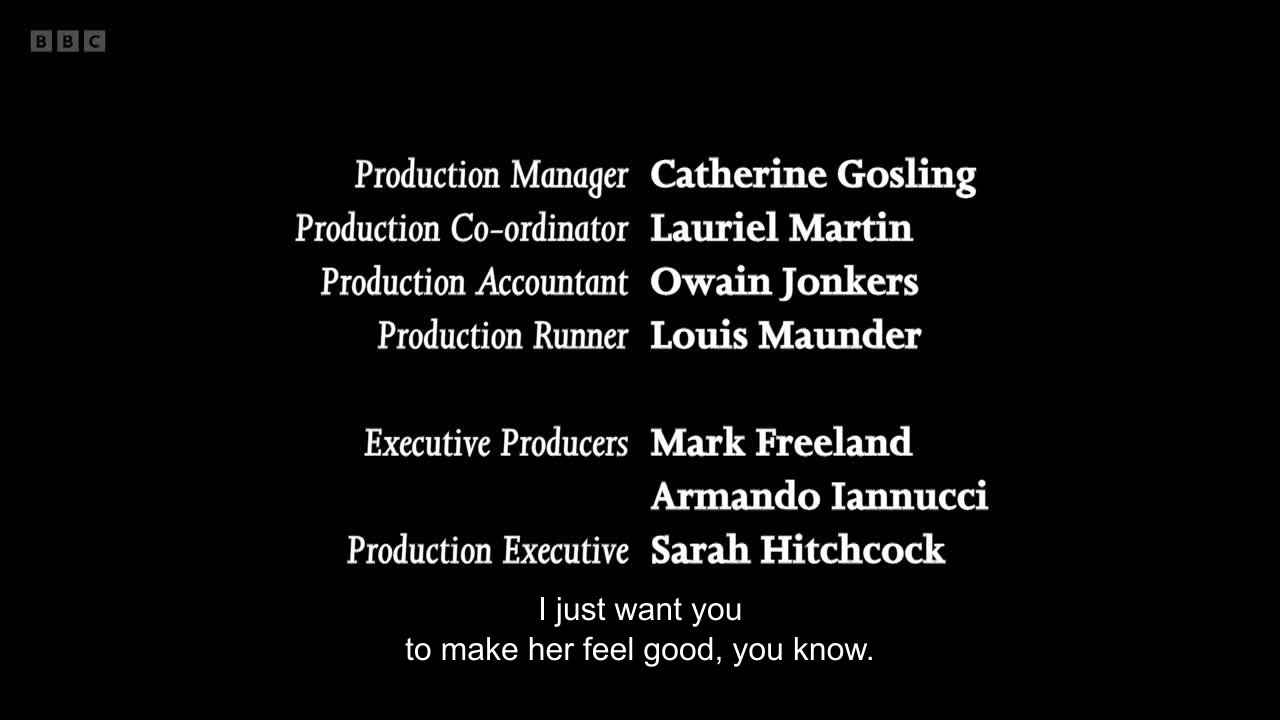 BBC
Production Manager Catherine Gosling
Production Co-ordinator Lauriel Martin
Production Accountant Owain Jonkers
Production Runner Louis Maunder
Executive Producers Mark Freeland
Armando Iannucci
Production Executive Sarah Hitchcock
I just want you
to make her feel good, you know.